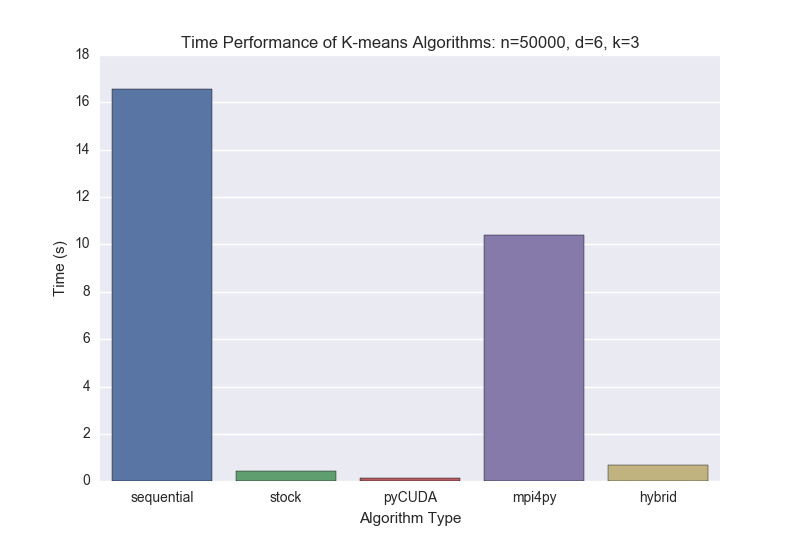 Time Performance of K-means Algorithms: n=50000, d=6, k=3
18
16
14
12
10
8
6
4
2
0
Time (s)
sequential stock pyCUDA mpi4py hybrid
Algorithm Type